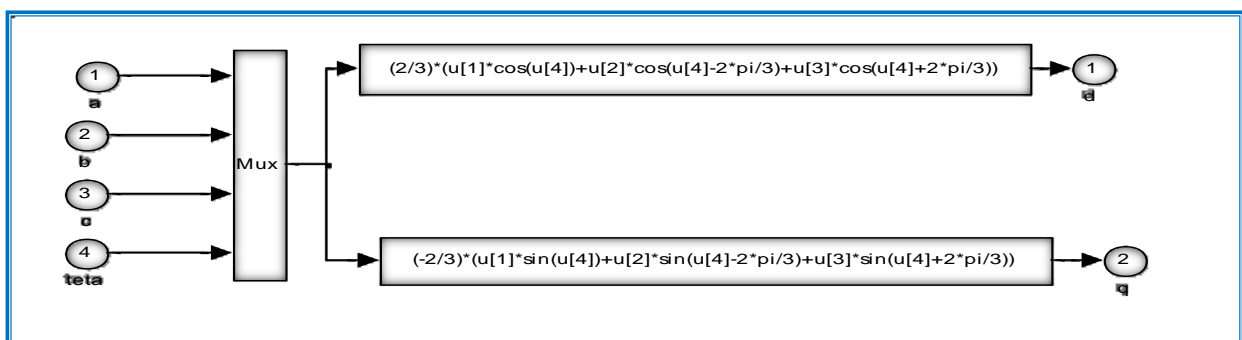 1
a
2
b
3
c
4
teta
Mux
(2/3)*(u[1]*cos(u[4])+u[2]*cos(u[4]-2*pi/3)+u[3]*cos(u[4]+2*pi/3))
1
d
(-2/3)*(u[1]*sin(u[4])+u[2]*sin(u[4]-2*pi/3)+u[3]*sin(u[4]+2*pi/3))
2
q